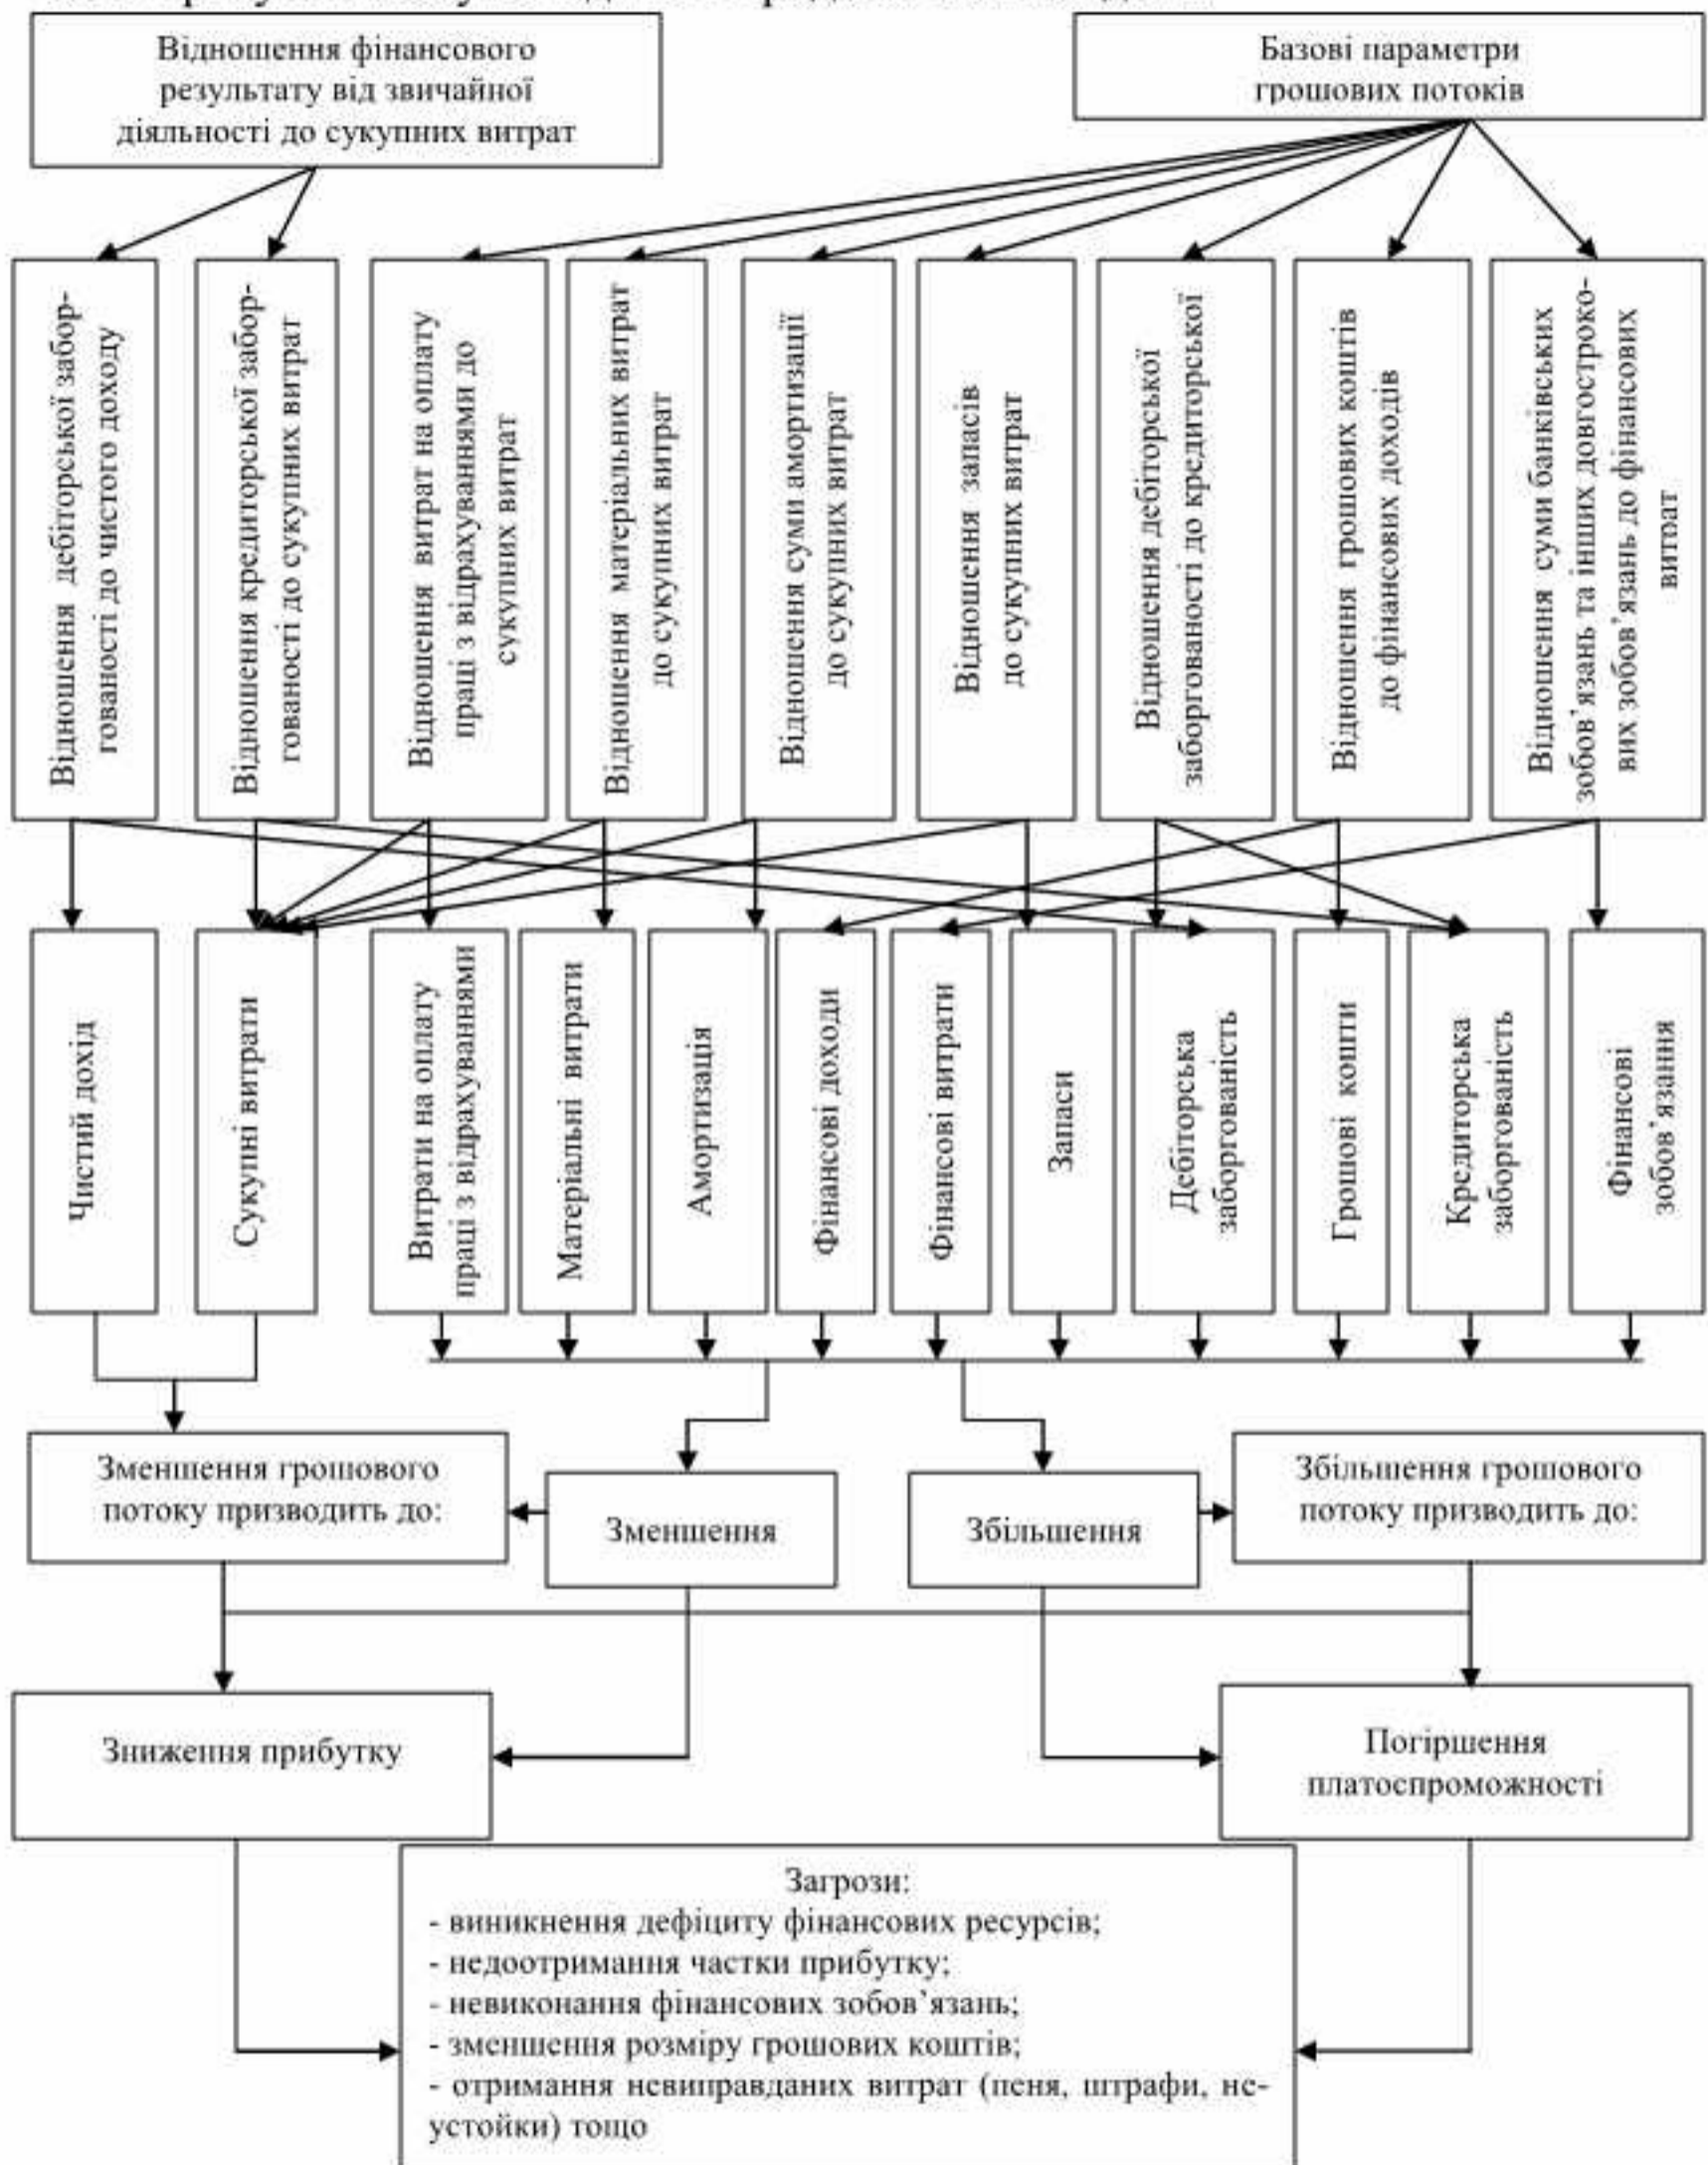 Відношення фінансового
результату від звичайної
діяльності до сукупних витрат
Базові параметри
грошових потоків
Відношення дебіторської забор-
гованості до чистого доходу
Відношення кредиторської забор-
гованості до сукупних витрат
Відношення витрат на оплату
праці з відрахуваннями до
сукупних витрат
Відношення матеріальних витрат
до сукупних витрат
Відношення суми амортизації
до сукупних витрат
Відношення запасів
до сукупних витрат
Відношення дебіторської
заборгованості до кредиторської
Відношення грошових коштів
до фінансових доходів
Відношення суми банківських
зобов’язань та інших довгостроко-
вих зобов’язань до фінансових
витрат
Чистий дохід
Сукупні витрати
Витрати на оплату
праці з відрахуваннями
Матеріальні витрати
Амортизація
Фінансові доходи
Фінансові витрати
Запаси
Дебіторська
заборгованість
Грошові кошти
Кредиторська
заборгованість
Фінансові
зобов’язання
Зменшення грошового
потоку призводить до:
Зменшення
Збільшення
Збільшення грошового
потоку призводить до:
Зниження прибутку
Погіршення
платоспроможності
Загрози:
- виникнення дефіциту фінансових ресурсів;
- недоотримання частки прибутку;
- невиконання фінансових зобов’язань;
- зменшення розміру грошових коштів;
- отримання невиправданих витрат (пеня, штрафи, не-
устойки) тощо